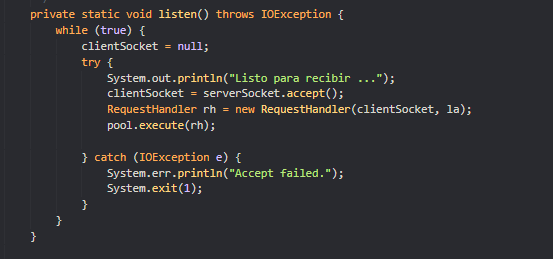 private static void listen() throws IOException {
while (true) {
clientSocket = null;
try {
System.out.println("Listo para recibir ...");
clientSocket = serverSocket.accept();
RequestHandler rh = new RequestHandler(clientSocket, la);
pool.execute(rh);
} catch (IOException e) {
System.err.println("Accept failed.");
System.exit(1);
}
}
}